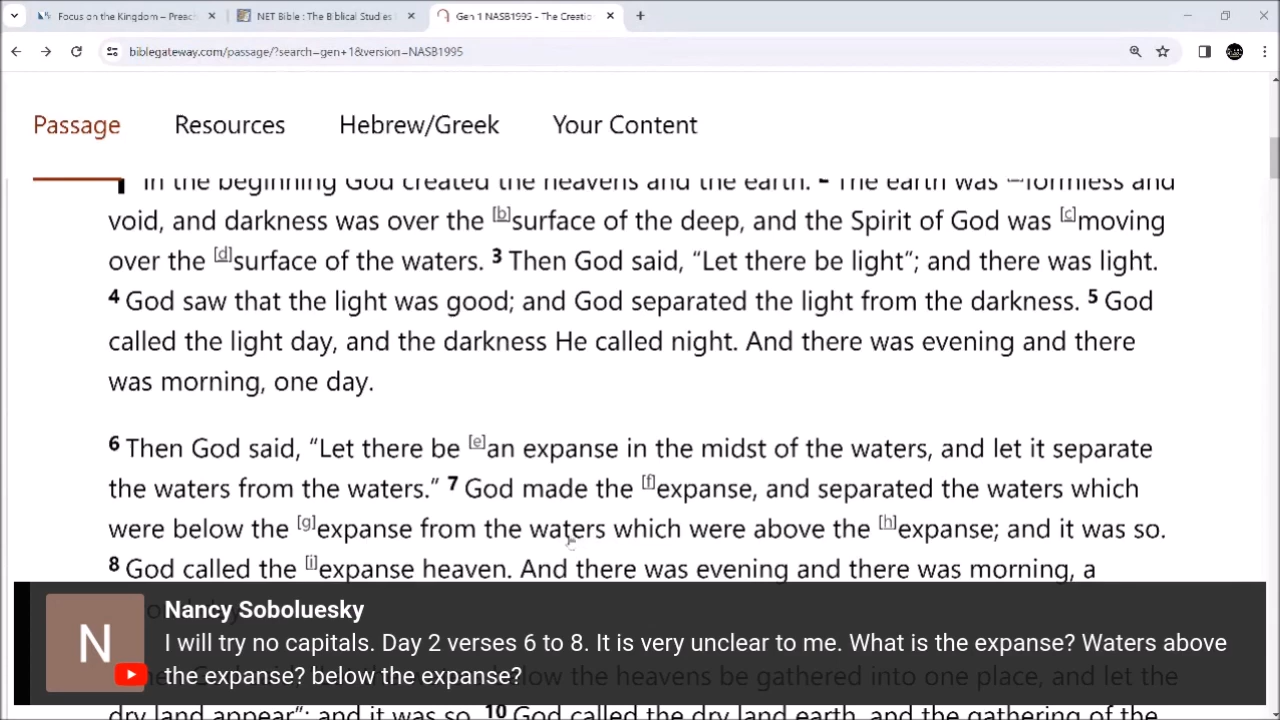 Focus on the Kingdom – Preach
NET Bible : The Biblical Studies
Gen 1 NASB1995 - The Creatio
biblegateway.com/passage/?search=gen+1&version=NASB1995
Passage Resources Hebrew/Greek Your Content
In the beginning God created the heavens and the earth. 2 The earth was formless and
void, and darkness was over the [b]surface of the deep, and the Spirit of God was [c]moving
over the [d]surface of the waters. 3 Then God said, “Let there be light”; and there was light.
4 God saw that the light was good; and God separated the light from the darkness. 5 God
called the light day, and the darkness He called night. And there was evening and there
was morning, one day.
6 Then God said, “Let there be [e]an expanse in the midst of the waters, and let it separate
the waters from the waters.” 7 God made the [f]expanse, and separated the waters which
were below the [g]expanse from the waters which were above the [h]expanse; and it was so.
8 God called the [i]expanse heaven. And there was evening and there was morning, a
N
Nancy Soboluesky
I will try no capitals. Day 2 verses 6 to 8. It is very unclear to me. What is the expanse? Waters above
the expanse? below the expanse?
low the heavens be gathered into one place, and let the
dry land appear”; and it was so. 10 God called the dry land earth, and the gathering of the